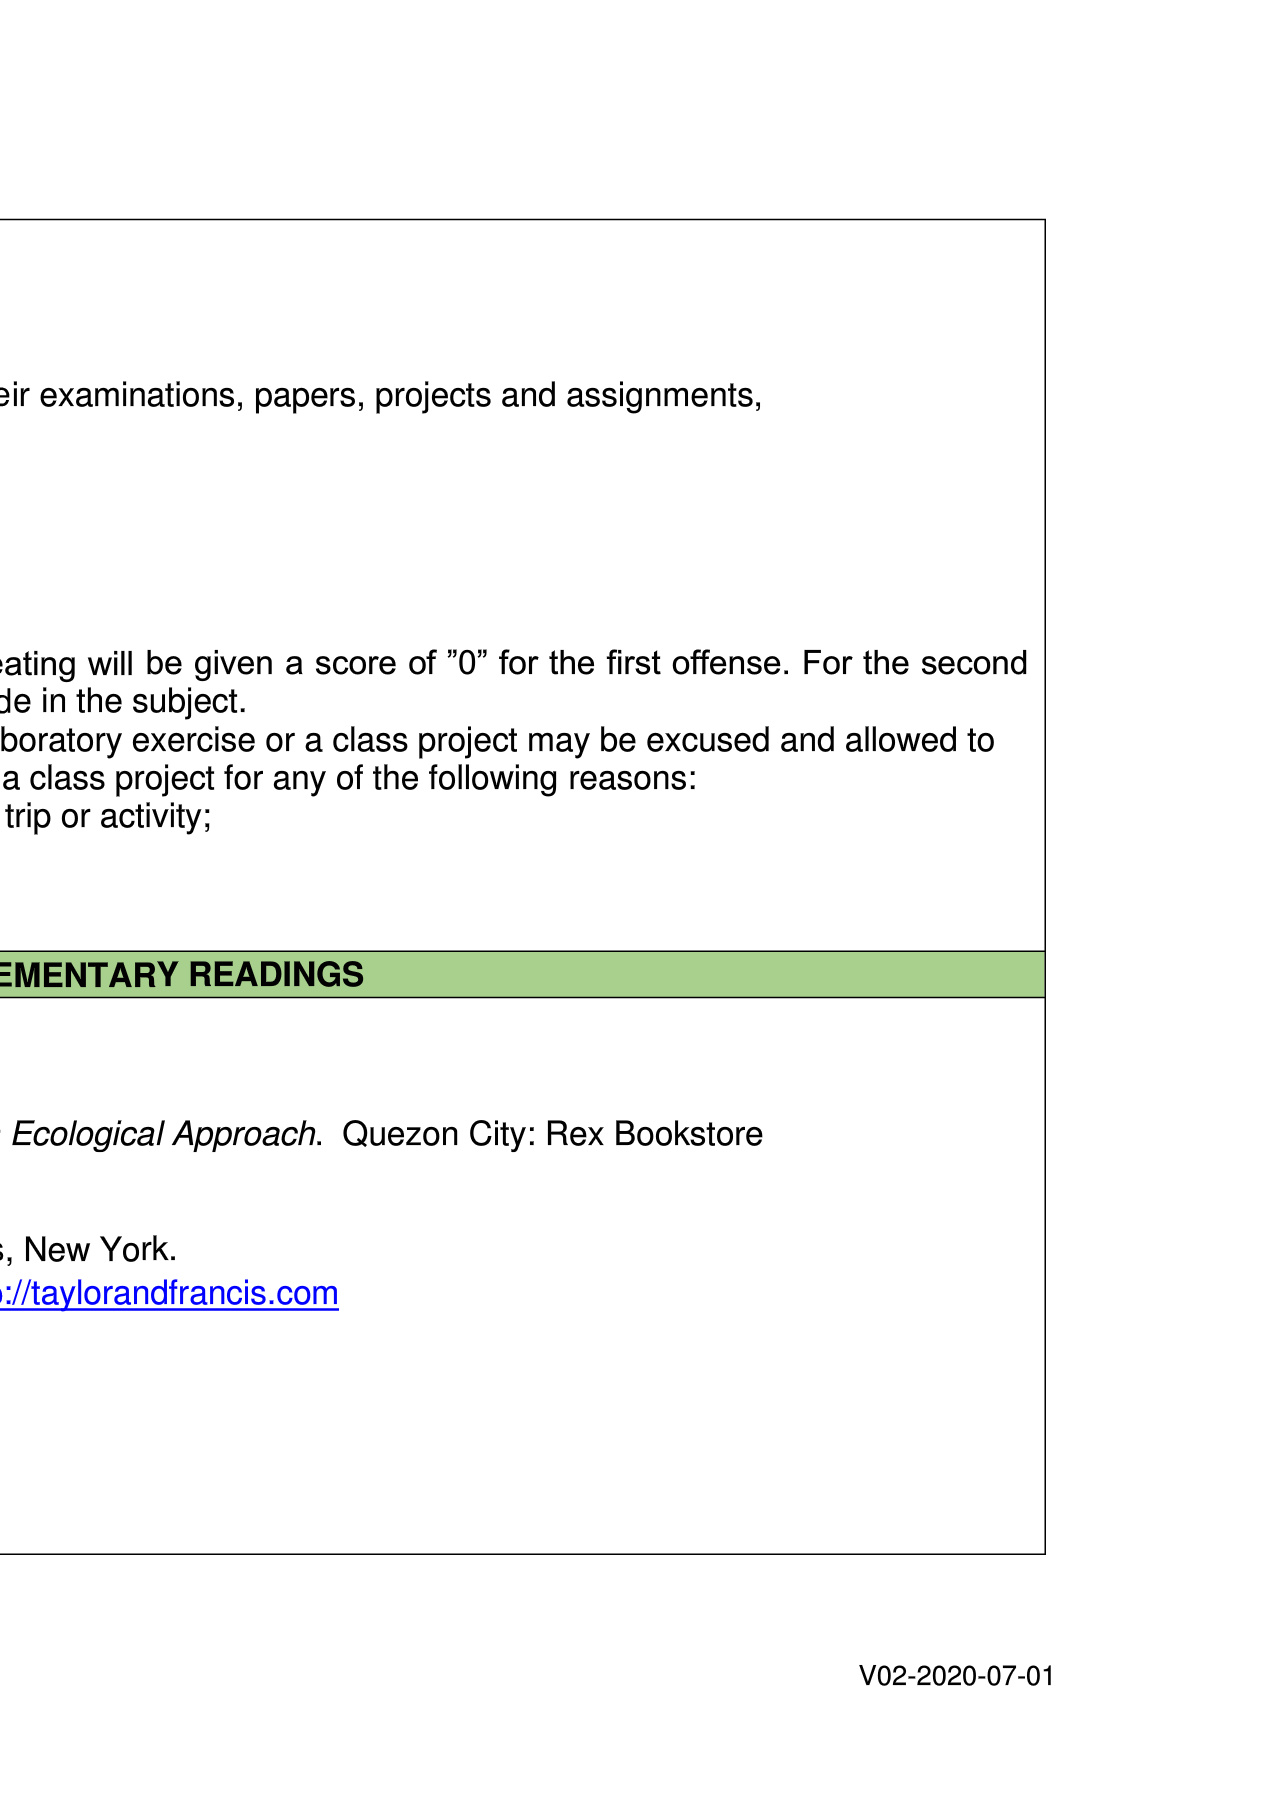 eir examinations, papers, projects and assignments,
eating will be given a score of ”0” for the first offense. For the second
de in the subject.
boratory exercise or a class project may be excused and allowed to
a class project for any of the following reasons:
trip or activity;
EMENTARY READINGS
Ecological Approach. Quezon City: Rex Bookstore
s, New York.
p://taylorandfrancis.com
V02-2020-07-01